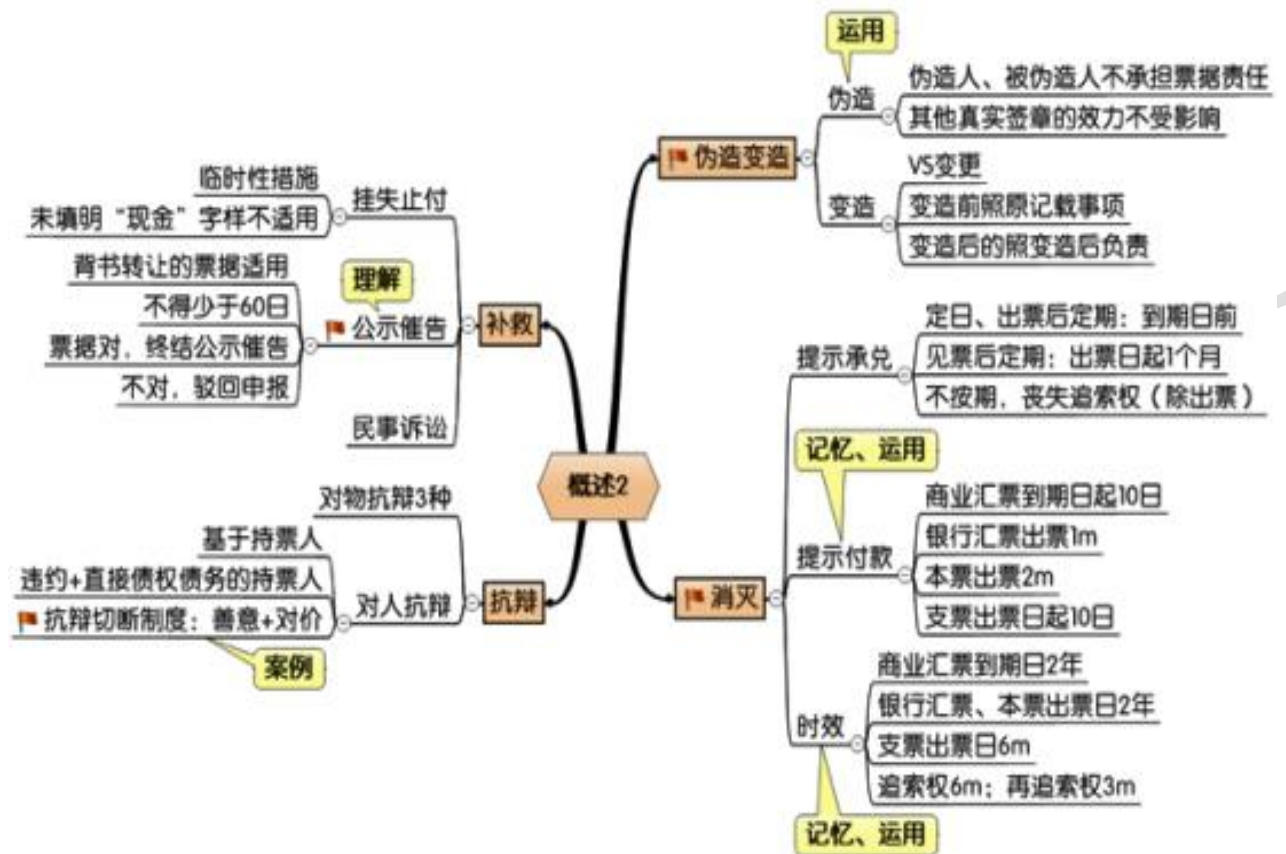 概述2
伪造变造
运用
伪造
伪造人、被伪造人不承担票据责任
其他真实签章的效力不受影响
变造
VS变更
变造前照原记载事项
变造后的照变造后负责
消灭
提示承兑
定日、出票后定期：到期日前
见票后定期：出票日起1个月
不按期，丧失追索权（除出票）
记忆、运用
提示付款
商业汇票到期日起10日
银行汇票出票1m
本票出票2m
支票出票日起10日
时效
商业汇票到期日2年
银行汇票、本票出票日2年
支票出票日6m
追索权6m；再追索权3m
记忆、运用
补救
挂失止付
临时性措施
未填明“现金”字样不适用
理解
公示催告
背书转让的票据适用
不得少于60日
票据对，终结公示催告
不对，驳回申报
民事诉讼
抗辩
对物抗辩3种
对人抗辩
基于持票人
违约+直接债权债务的持票人
抗辩切断制度：善意+对价
案例